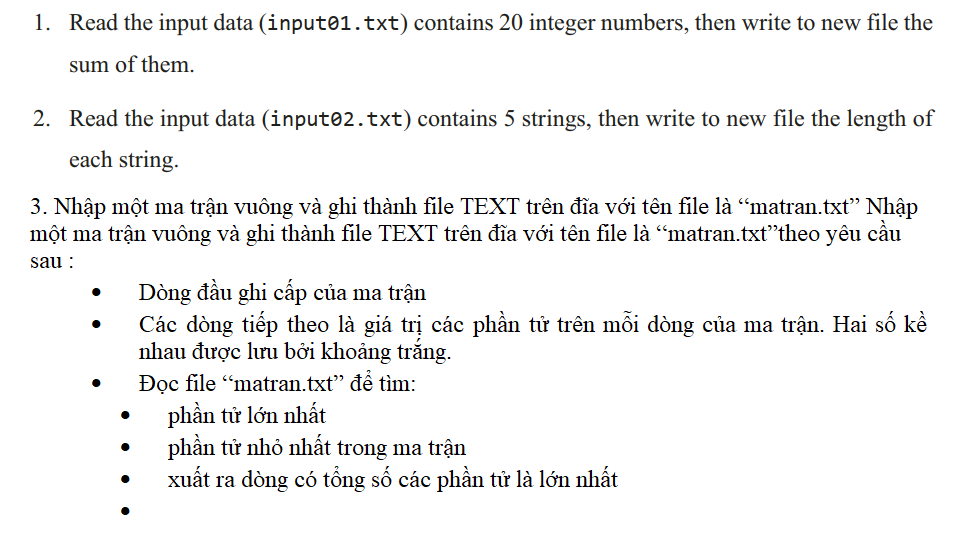 1. Read the input data (input01.txt) contains 20 integer numbers, then write to new file the
sum of them.
2. Read the input data (input02.txt) contains 5 strings, then write to new file the length of
each string.
3. Nhập một ma trận vuông và ghi thành file TEXT trên đĩa với tên file là “matran.txt” Nhập
một ma trận vuông và ghi thành file TEXT trên đĩa với tên file là “matran.txt”theo yêu cầu
sau :
• Dòng đầu ghi cấp của ma trận
• Các dòng tiếp theo là giá trị các phần tử trên mỗi dòng của ma trận. Hai số kề
nhau được lưu bởi khoảng trắng.
• Đọc file “matran.txt” để tìm:
• phần tử lớn nhất
• phần tử nhỏ nhất trong ma trận
• xuất ra dòng có tổng số các phần tử là lớn nhất
•